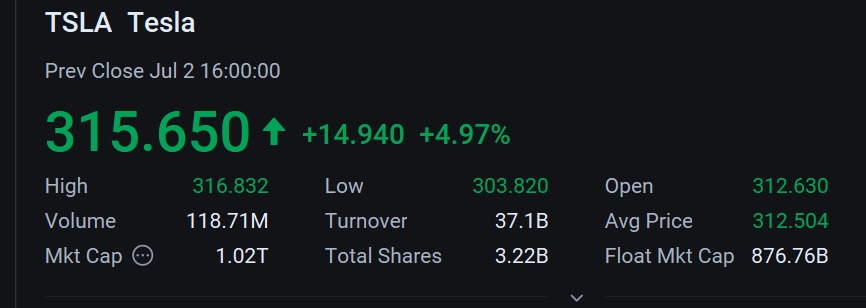 TSLA Tesla
Prev Close Jul 2 16:00:00
315.650 +14.940 +4.97%
High 316.832 Low 303.820 Open 312.630
Volume 118.71M Turnover 37.1B Avg Price 312.504
Mkt Cap 1.02T Total Shares 3.22B Float Mkt Cap 876.76B